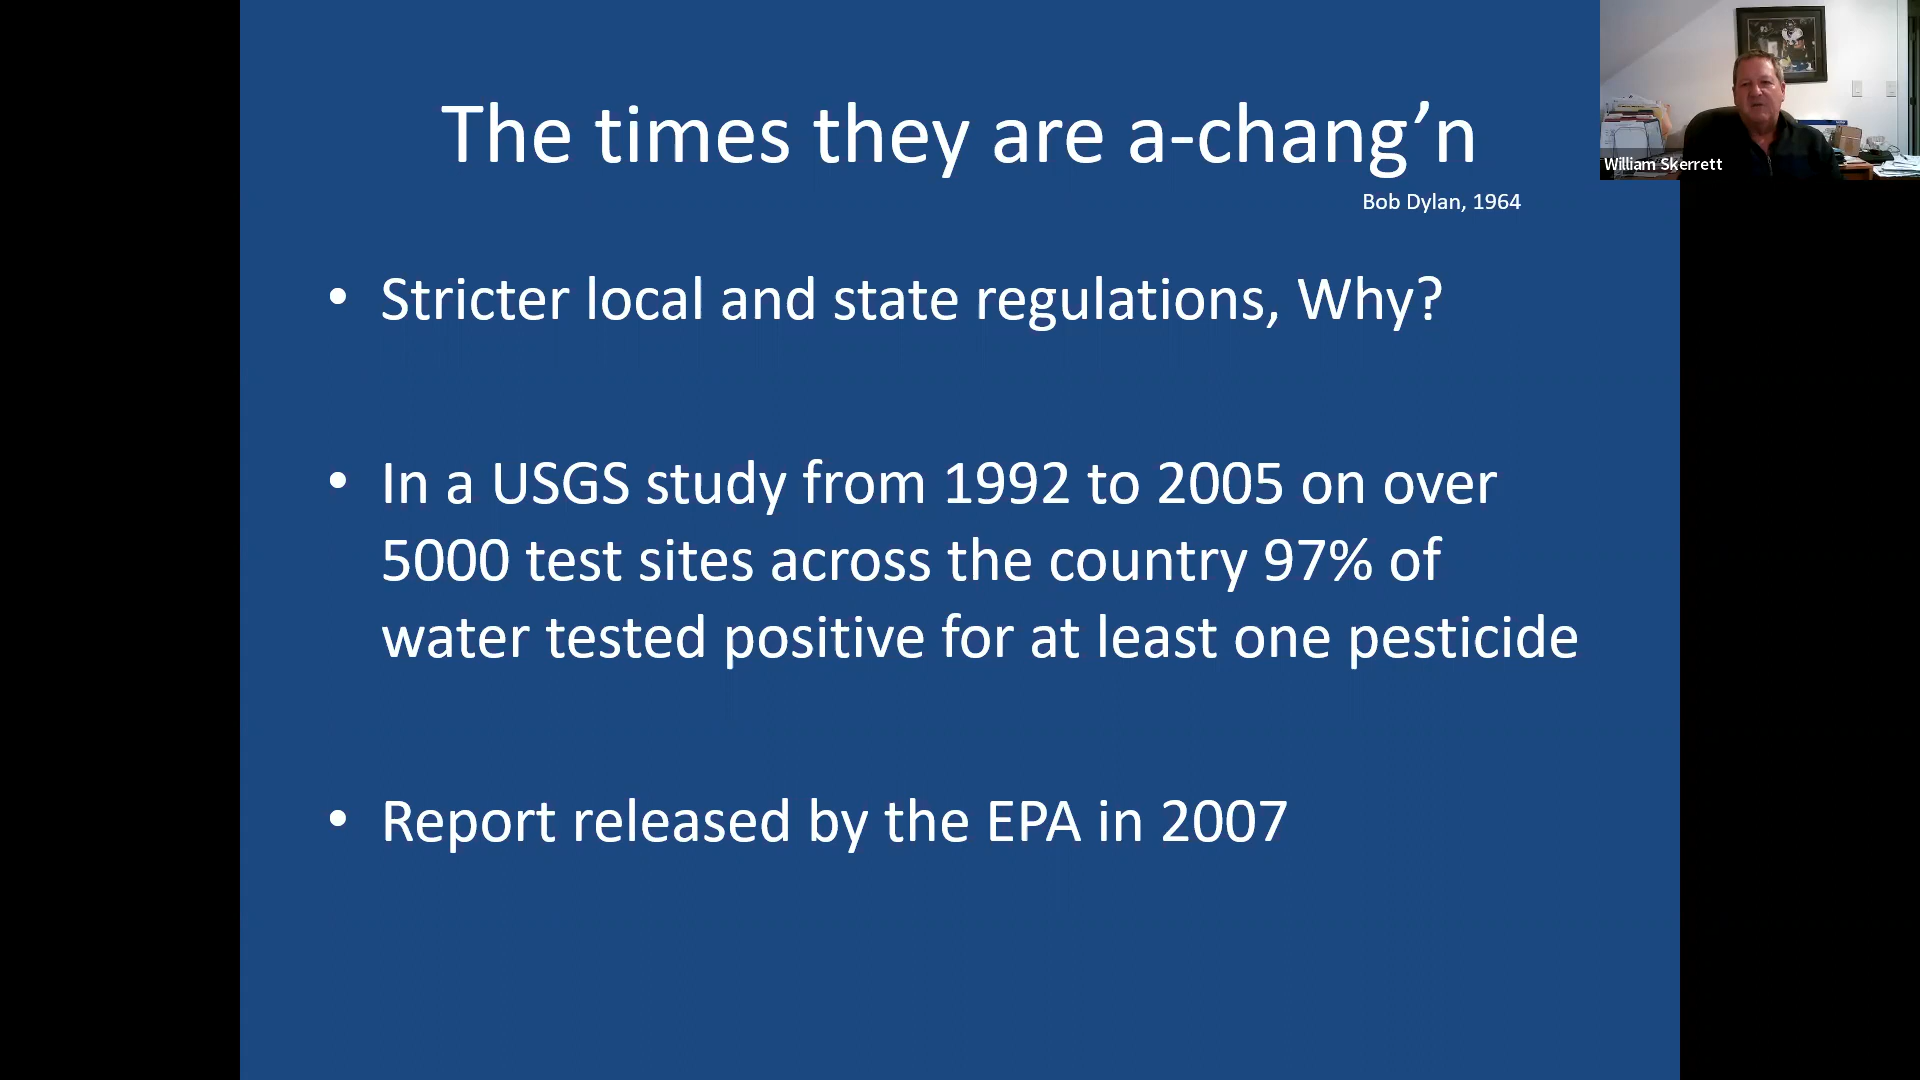 The times they are a-chang’n
Bob Dylan, 1964
William Skerrett
• Stricter local and state regulations, Why?
• In a USGS study from 1992 to 2005 on over
5000 test sites across the country 97% of
water tested positive for at least one pesticide
• Report released by the EPA in 2007